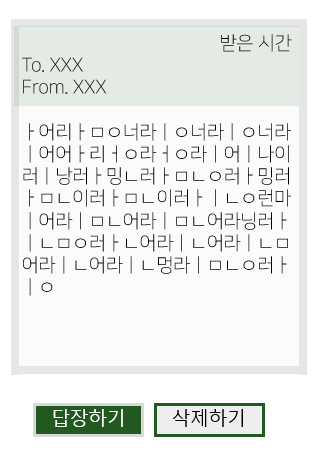 받은 시간
To. XXX
From. XXX
ㅏ어리ㅏㅁㅇ너라ㅣㅇ너라ㅣㅇ너라
ㅣ어어ㅏ리ㅓㅇ라ㅓㅇ라ㅣ어ㅣ나이
러ㅣ낭러ㅏ밍ㄴ러ㅏㅁㄴㅇ러ㅏ밍러
ㅏㅁㄴ이러ㅏㅁㄴ이러ㅏㅣㄴㅇ런마
ㅣ어라ㅣㅁㄴ어라ㅣㅁㄴ어라닝러ㅏ
ㅣㄴㅁㅇ러ㅏㄴ어라ㅣㄴ어라ㅣㄴㅁ
어라ㅣㄴ어라ㅣㄴ멍라ㅣㅁㄴㅇ러ㅏ
ㅣㅇ
답장하기
삭제하기